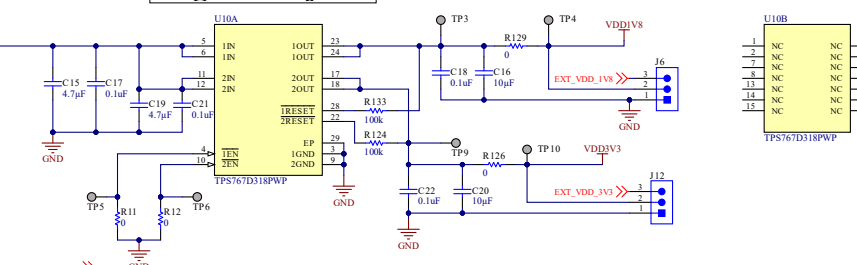 U10A
TP3
TP4
VDD1V8
U10B
5 1IN 1OUT 23
6 1IN 1OUT 24
11 2IN 2OUT 17
12 2IN 2OUT 18
1RESET 28
2RESET 22
EP 29
4 1EN 1GND 3
10 2EN 2GND 9
TPS767D318PWP
C15
4.7µF
C17
0.1uF
C19
4.7µF
C21
0.1uF
GND
R129
0
C18
0.1uF
C16
10µF
J6
EXT_VDD_1V8
3
2
1
GND
R133
100k
R124
100k
TP9
R126
0
TP10
VDD3V3
C22
0.1uF
C20
10µF
J12
EXT_VDD_3V3
3
2
1
GND
GND
TP5
TP6
R11
0
R12
0
GND
1 NC NC
2 NC NC
7 NC NC
8 NC NC
13 NC NC
14 NC NC
15 NC NC
TPS767D318PWP